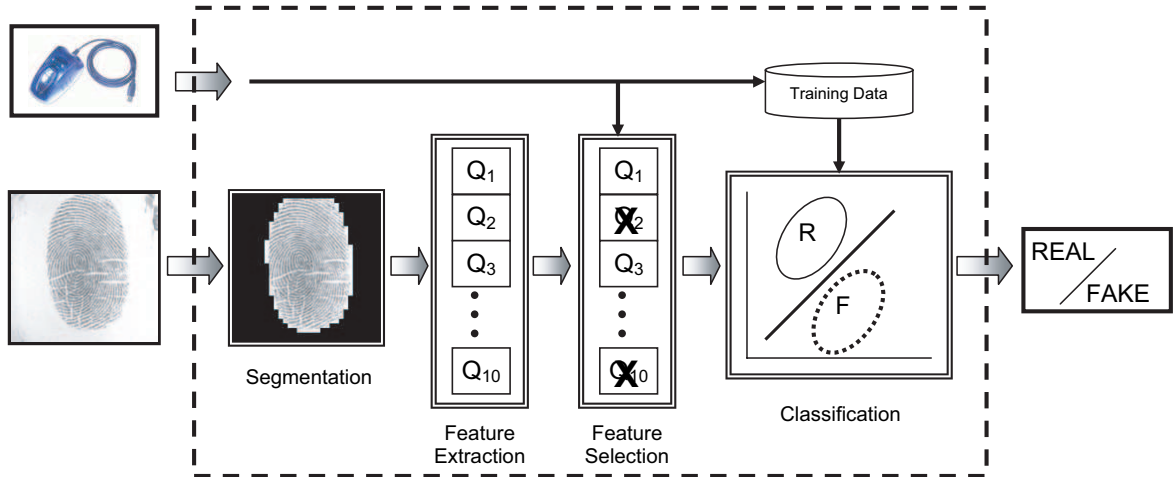 Training Data
Q1
Q2
Q3
Q10
Q1
Q2
Q3
Q10
R
F
REAL
FAKE
Segmentation
Feature
Extraction
Feature
Selection
Classification